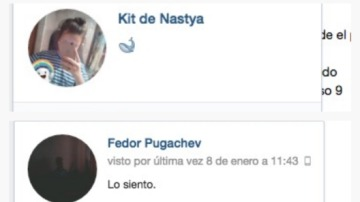 Kit de Nastya
de el p
do
so 9
Fedor Pugachev
visto por última vez 8 de enero a 11:43
Lo siento.